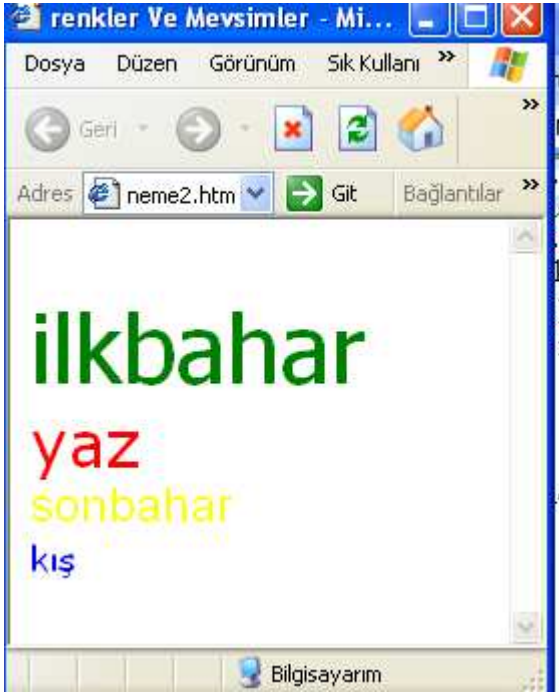 renkler Ve Mevsimler - Mi...
Dosya Düzen Görünüm Sık Kullanı »
Geri »
Adres neme2.htm Git Bağlantılar »
ilkbahar
yaz
sonbahar
kış
Bilgisayarım